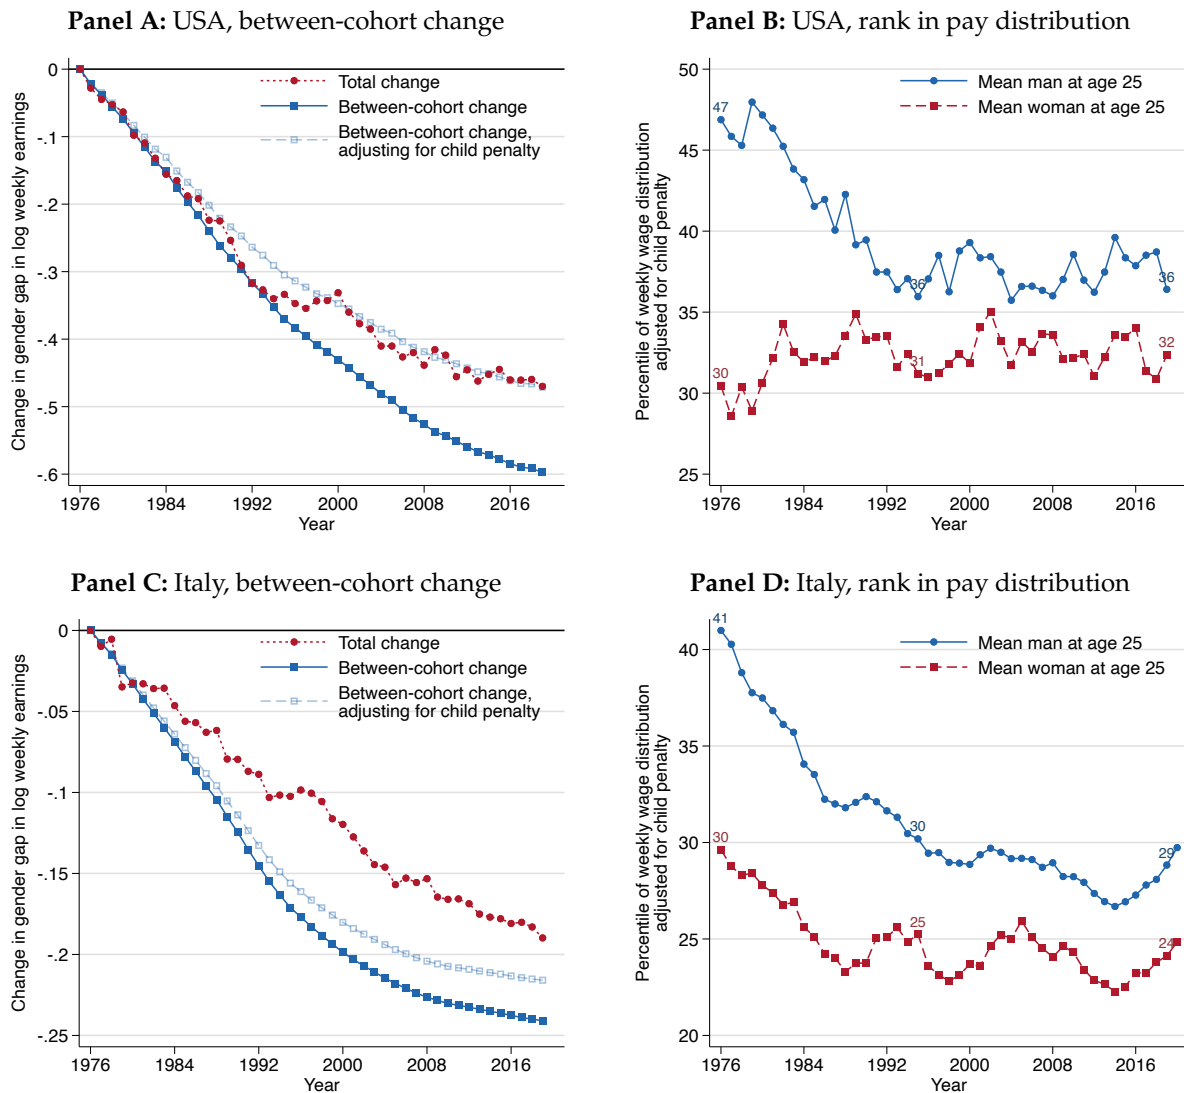 Panel A: USA, between-cohort change
Change in gender gap in log weekly earnings
0
-.1
-.2
-.3
-.4
-.5
-.6
Total change
Between-cohort change
Between-cohort change,
adjusting for child penalty
1976
1984
1992
2000
2008
2016
Year
Panel B: USA, rank in pay distribution
Percentile of weekly wage distribution
adjusted for child penalty
50
45
40
35
30
25
Mean man at age 25
Mean woman at age 25
47
36
36
30
31
32
1976
1984
1992
2000
2008
2016
Year
Panel C: Italy, between-cohort change
Change in gender gap in log weekly earnings
0
-.05
-.1
-.15
-.2
-.25
Total change
Between-cohort change
Between-cohort change,
adjusting for child penalty
1976
1984
1992
2000
2008
2016
Year
Panel D: Italy, rank in pay distribution
Percentile of weekly wage distribution
adjusted for child penalty
40
35
30
25
20
Mean man at age 25
Mean woman at age 25
41
30
29
30
25
24
1976
1984
1992
2000
2008
2016
Year